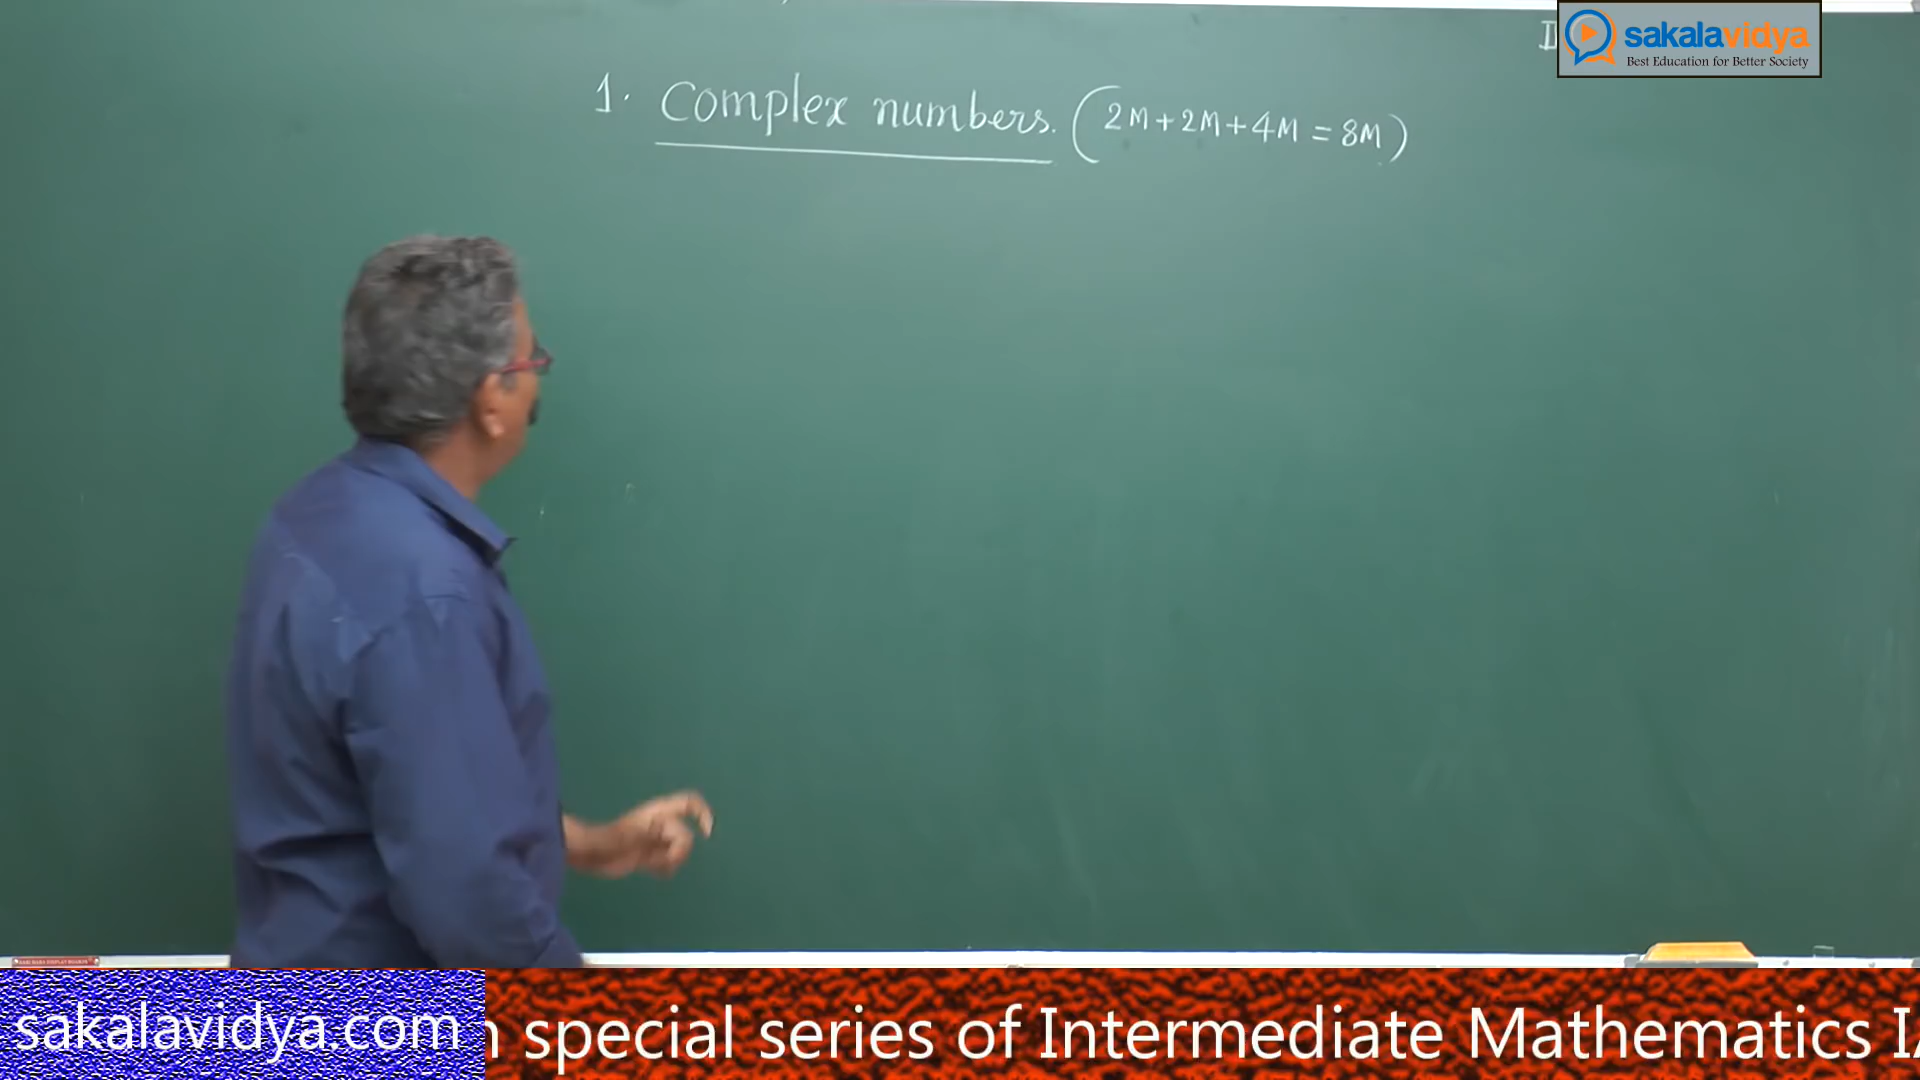 sakalavidya
Best Education for Better Society
1. Complex numbers. (2M+2M+4M = 8M)
sakalavidya.com
special series of Intermediate Mathematics